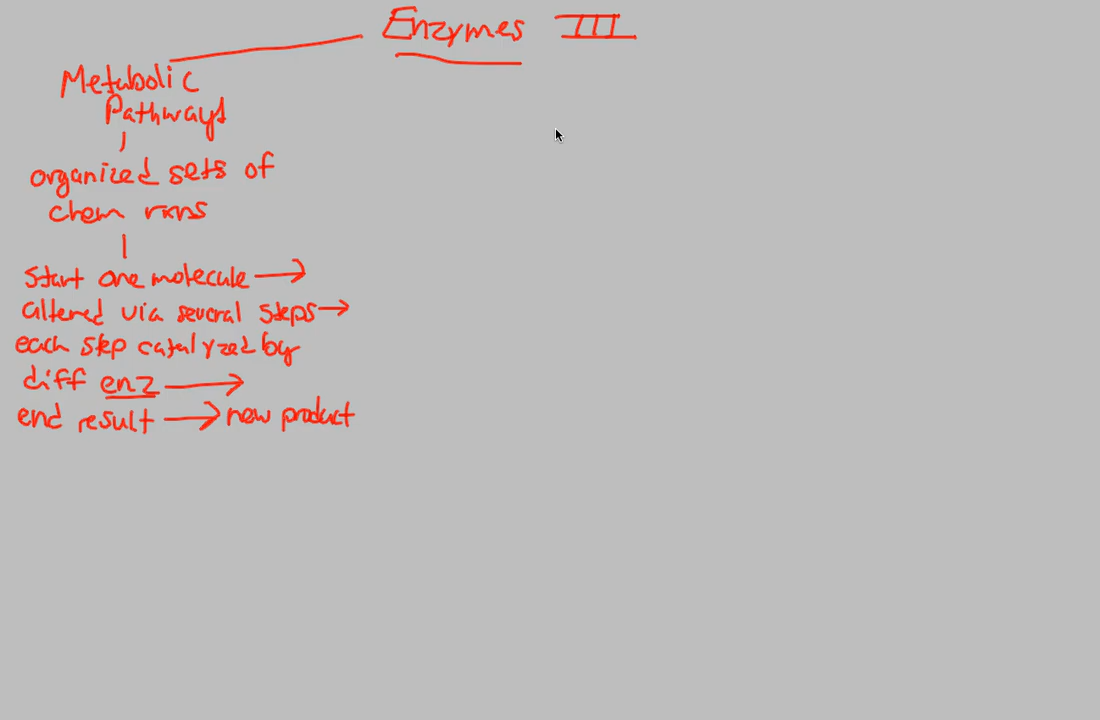 Enzymes III
Metabolic
Pathways
organized sets of
chem rxns
Start one molecule →
altered via several steps →
each step catalyzed by
diff enz →
end result → new product